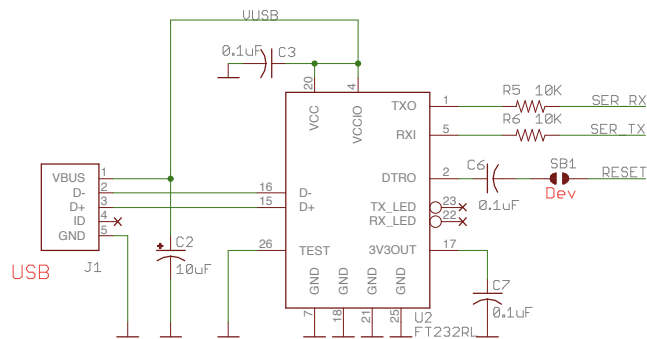 VUSB
0.1uF C3
20 4
VCC VCCIO
TXO 1 R5 10K SER_RX
RXI 5 R6 10K SER_TX
DTRO 2 C6 0.1uF SB1 Dev RESET
TX_LED 23
RX_LED 22
3V3OUT 17
C7
0.1uF
VBUS 1
D- 2 16 D-
D+ 3 15 D+
ID 4
GND 5
J1
USB
C2
10uF
26 TEST
GND GND GND GND
7 18 21 25
U2
FT232RL